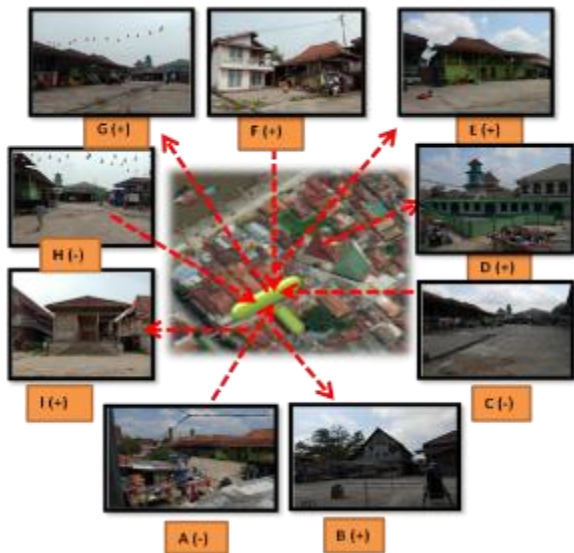 G (+)
F (+)
E (+)
H (-)
D (+)
I (+)
C (-)
A (-)
B (+)